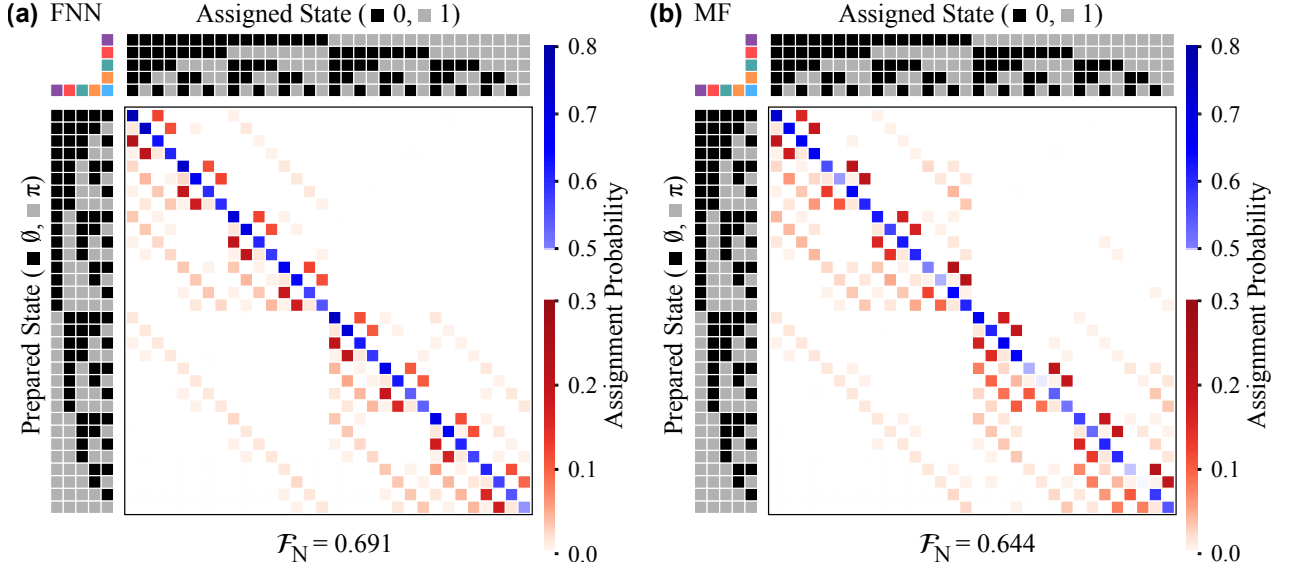 (a) FNN Assigned State (■ 0, ■ 1)
Prepared State (■ ∅, ■ π)
0.8
0.7
0.6
0.5
0.3
0.2
0.1
0.0
Assignment Probability
ℱN = 0.691
(b) MF Assigned State (■ 0, ■ 1)
Prepared State (■ ∅, ■ π)
0.8
0.7
0.6
0.5
0.3
0.2
0.1
0.0
Assignment Probability
ℱN = 0.644